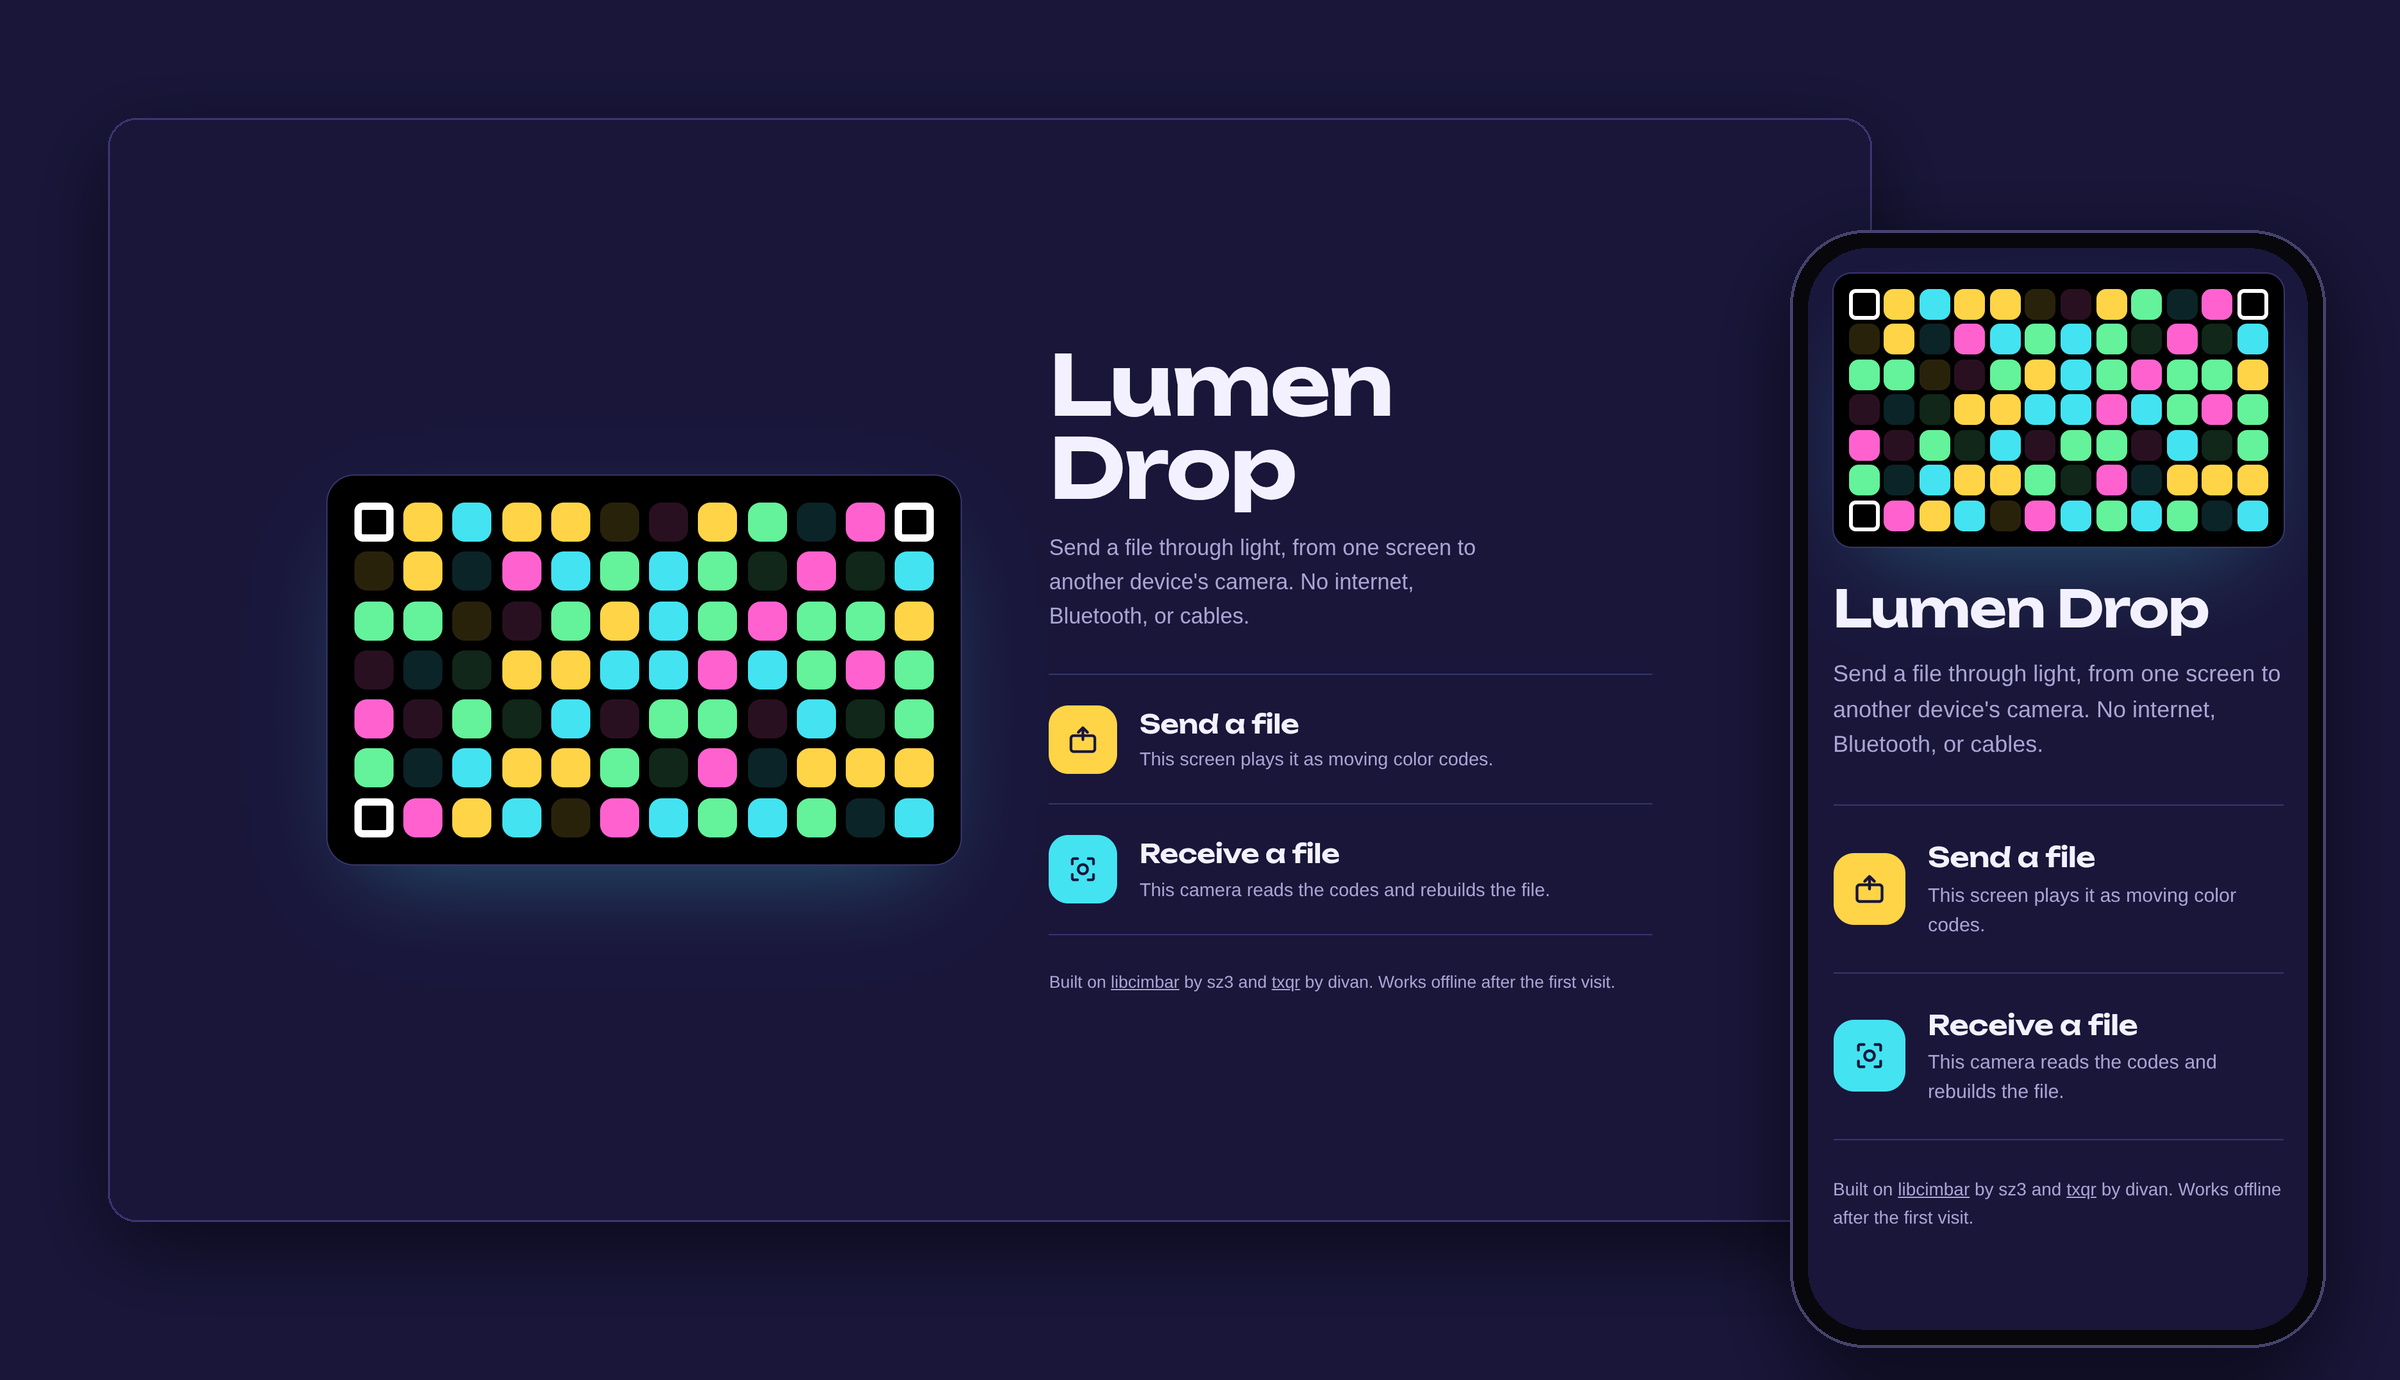 Lumen
Drop
Send a file through light, from one screen to
another device's camera. No internet,
Bluetooth, or cables.
Send a file
This screen plays it as moving color codes.
Receive a file
This camera reads the codes and rebuilds the file.
Built on libcimbar by sz3 and txqr by divan. Works offline after the first visit.
Lumen Drop
Send a file through light, from one screen to
another device's camera. No internet,
Bluetooth, or cables.
Send a file
This screen plays it as moving color
codes.
Receive a file
This camera reads the codes and
rebuilds the file.
Built on libcimbar by sz3 and txqr by divan. Works offline
after the first visit.